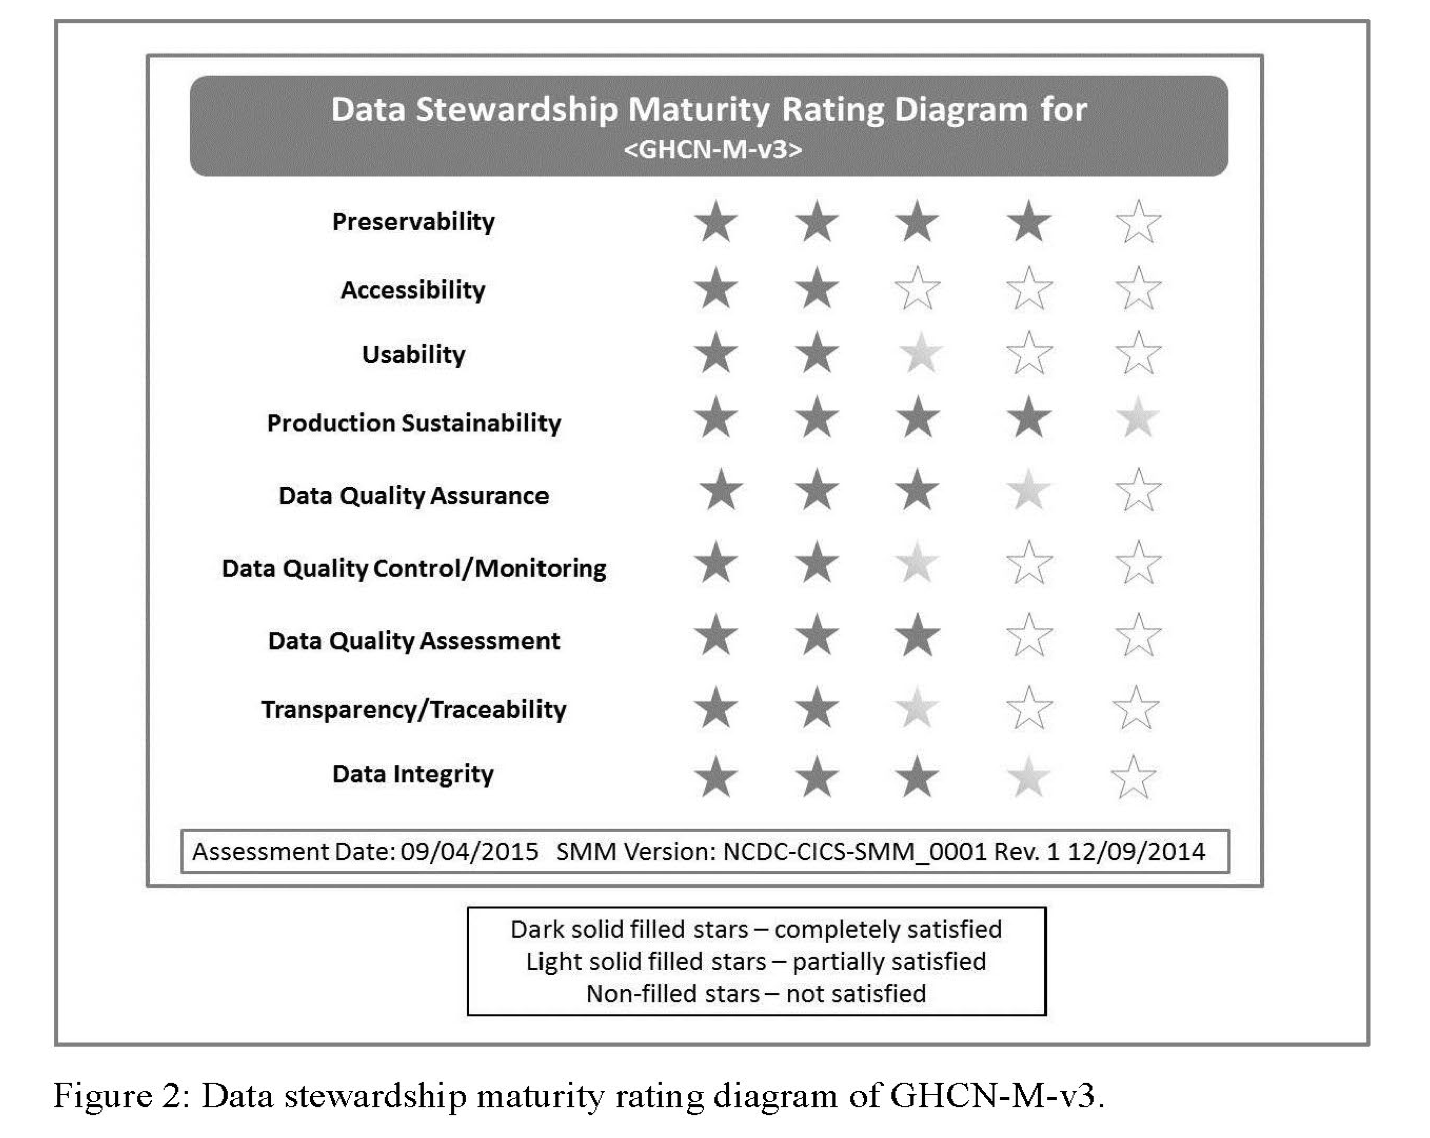 Data Stewardship Maturity Rating Diagram for
<GHCN-M-v3>
Preservability
Accessibility
Usability
Production Sustainability
Data Quality Assurance
Data Quality Control/Monitoring
Data Quality Assessment
Transparency/Traceability
Data Integrity
Assessment Date: 09/04/2015 SMM Version: NCDC-CICS-SMM_0001 Rev. 1 12/09/2014
Dark solid filled stars – completely satisfied
Light solid filled stars – partially satisfied
Non-filled stars – not satisfied
Figure 2: Data stewardship maturity rating diagram of GHCN-M-v3.